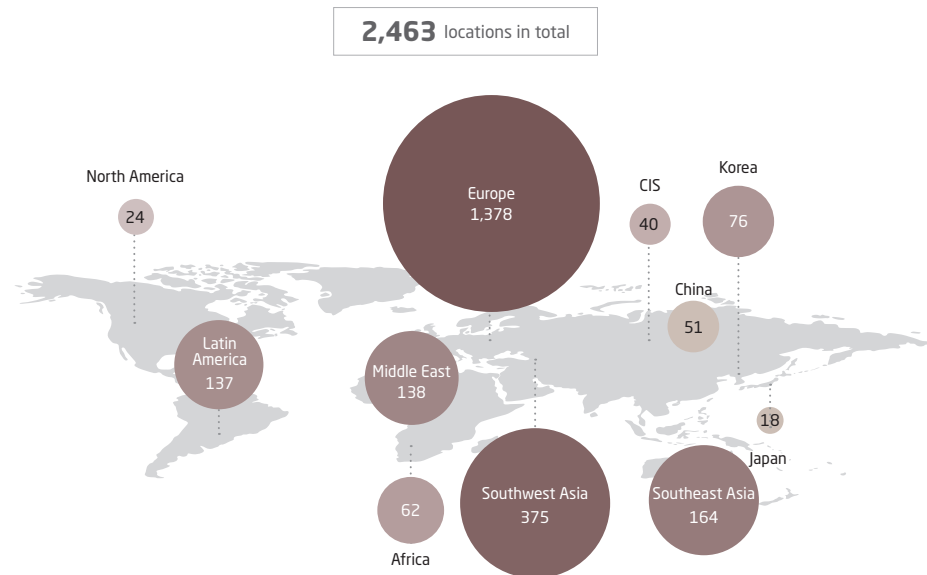 2,463 locations in total
North America
24
Europe
1,378
CIS
40
Korea
76
China
51
Latin
America
137
Middle East
138
18
Japan
Southwest Asia
375
Southeast Asia
164
62
Africa